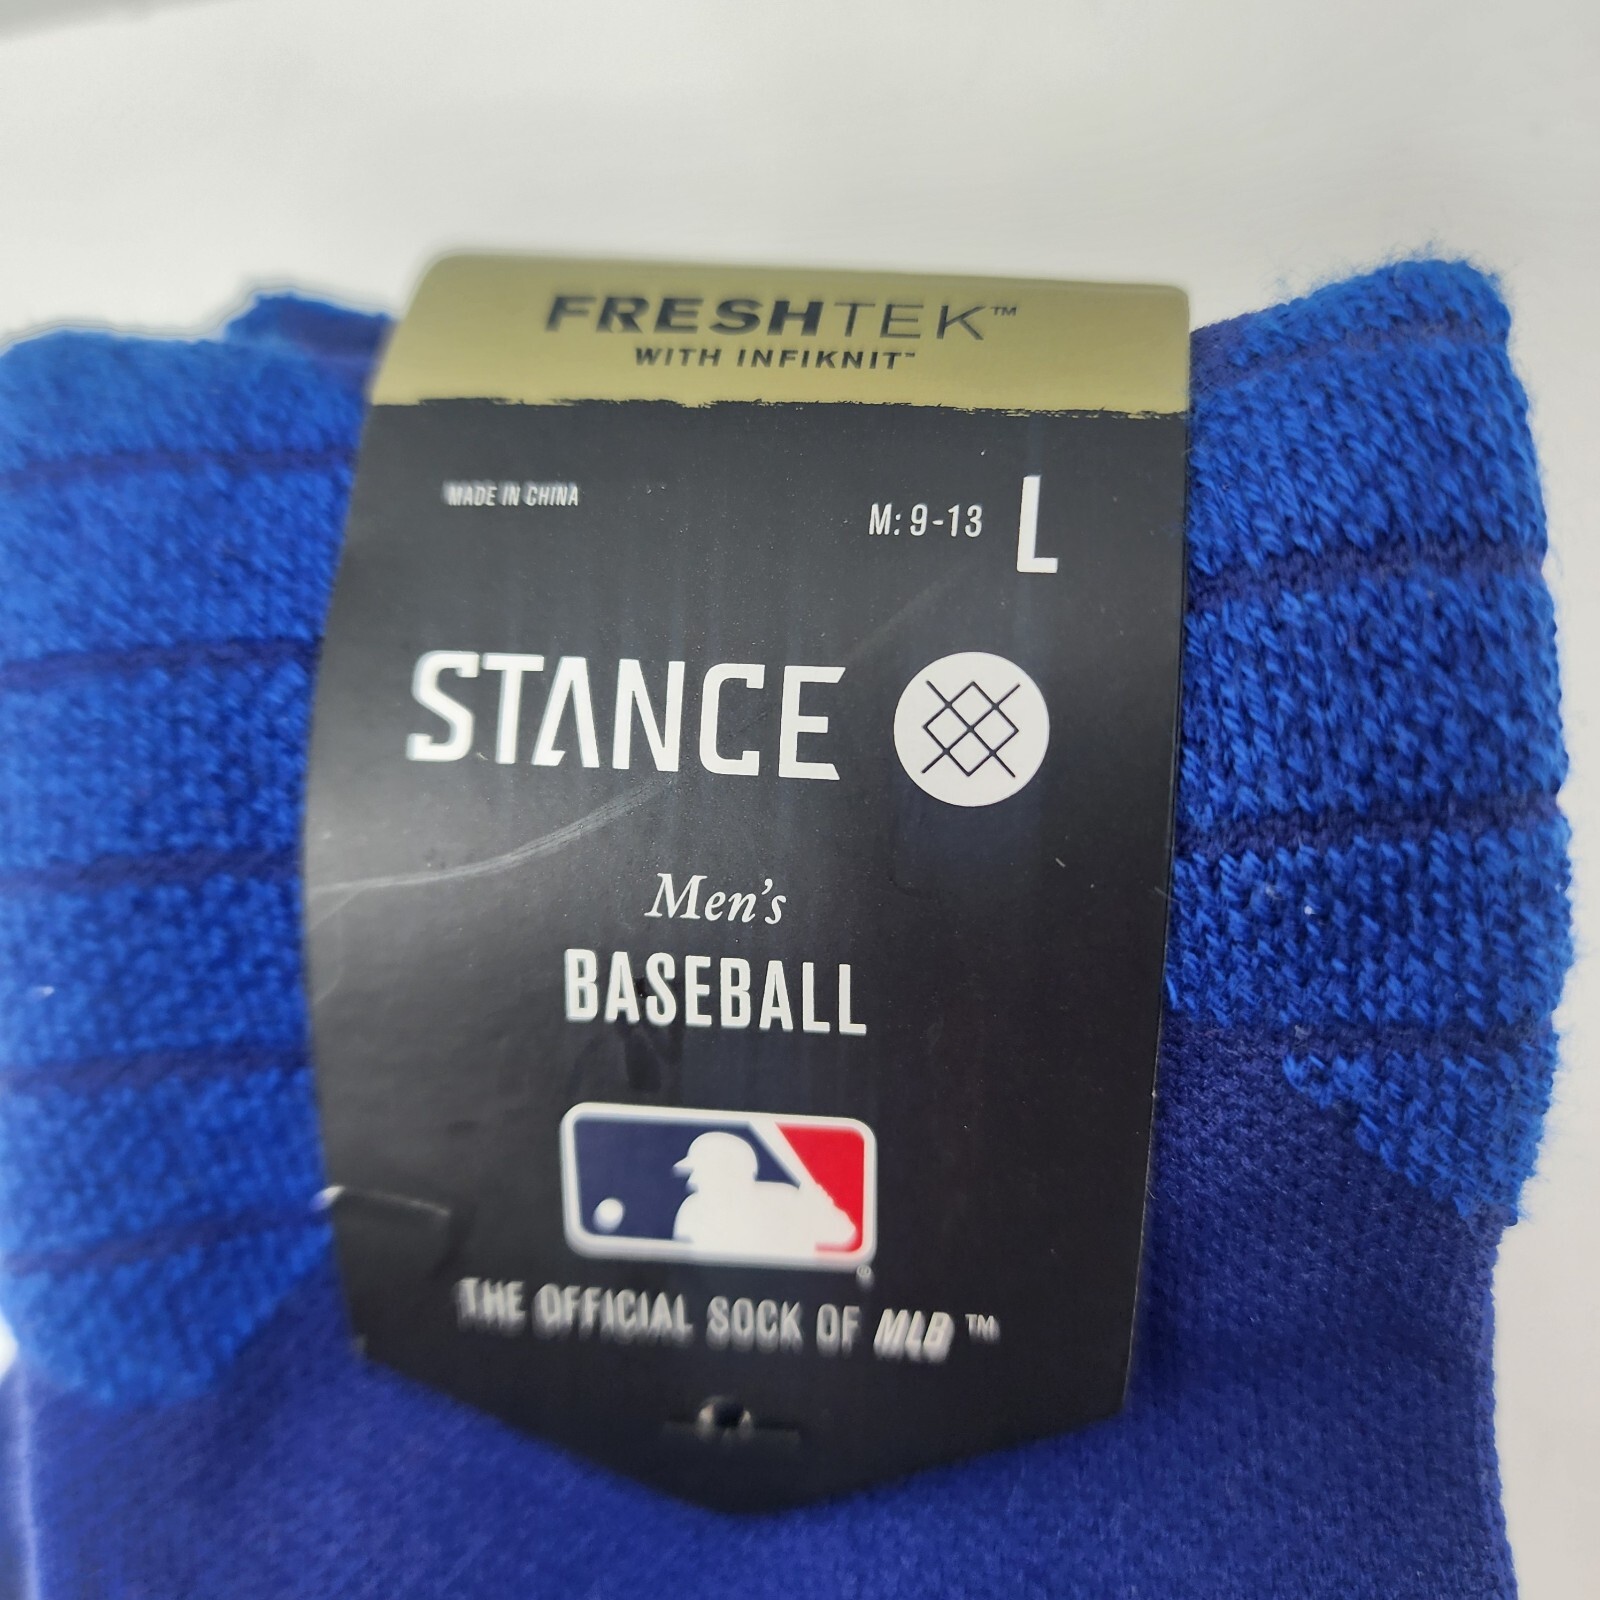 FRESHTEK™
WITH INFIKNIT™
MADE IN CHINA
M: 9-13 L
STANCE
Men's
BASEBALL
®
THE OFFICIAL SOCK OF MLB™